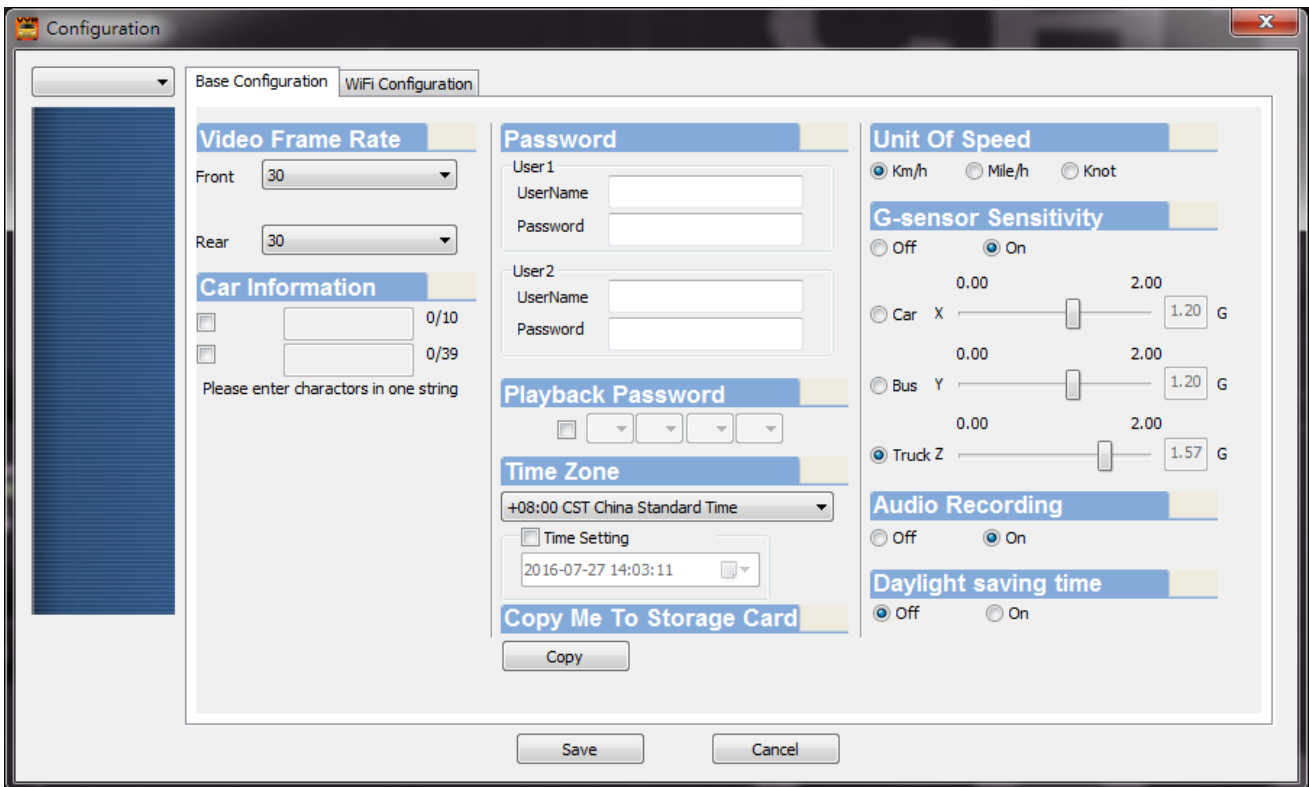 Configuration
Base Configuration WiFi Configuration
Video Frame Rate
Front 30
Rear 30
Car Information
0/10
0/39
Please enter charactors in one string
Password
User1
UserName
Password
User2
UserName
Password
Playback Password
Time Zone
+08:00 CST China Standard Time
Time Setting
2016-07-27 14:03:11
Copy Me To Storage Card
Copy
Unit Of Speed
Km/h Mile/h Knot
G-sensor Sensitivity
Off On
0.00 2.00
Car X 1.20 G
0.00 2.00
Bus Y 1.20 G
0.00 2.00
Truck Z 1.57 G
Audio Recording
Off On
Daylight saving time
Off On
Save Cancel